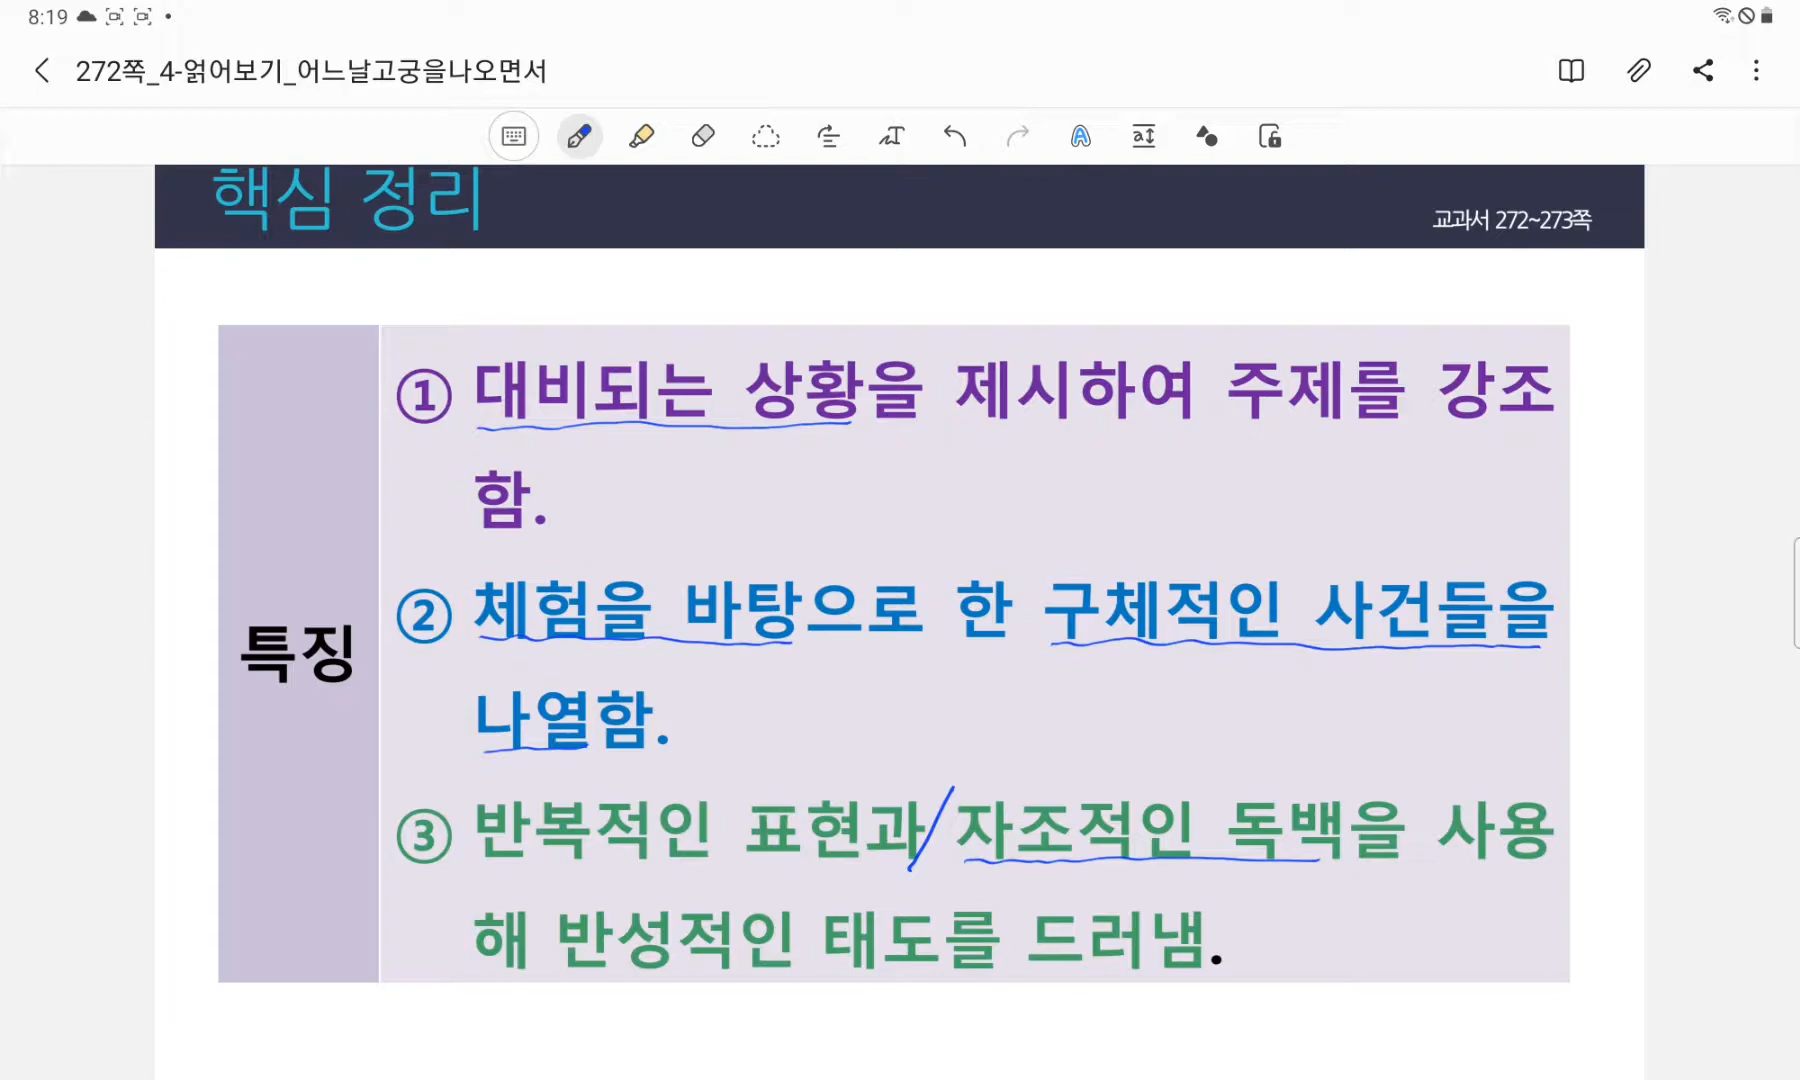 8:19
272쪽_4-얽어보기_어느날고궁을나오면서
핵심 정리
교과서 272~273쪽
특징
① 대비되는 상황을 제시하여 주제를 강조
함.
② 체험을 바탕으로 한 구체적인 사건들을
나열함.
③ 반복적인 표현과/자조적인 독백을 사용
해 반성적인 태도를 드러냄.